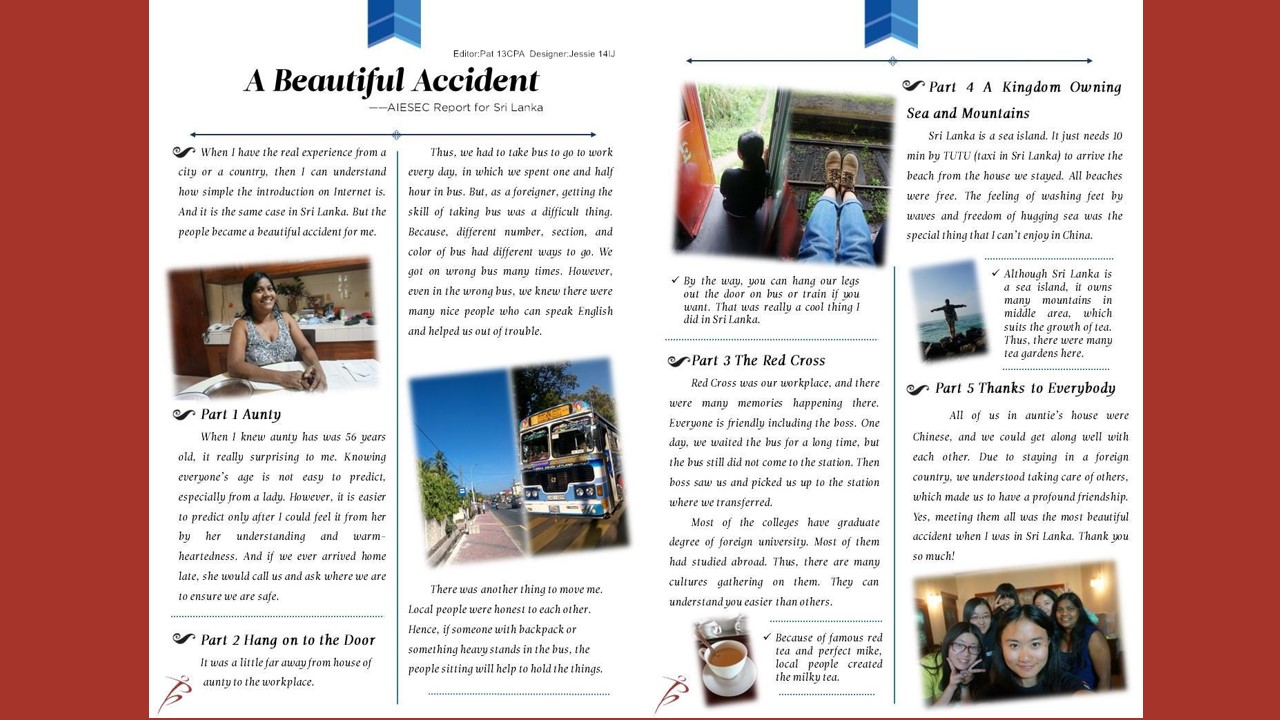 Editor:Pat 13CPA Designer:Jessie 14IJ
A Beautiful Accident
——AIESEC Report for Sri Lanka
When I have the real experience from a
city or a country, then I can understand
how simple the introduction on Internet is.
And it is the same case in Sri Lanka. But the
people became a beautiful accident for me.
Part 1 Aunty
When I knew aunty has was 56 years
old, it really surprising to me. Knowing
everyone's age is not easy to predict,
especially from a lady. However, it is easier
to predict only after I could feel it from her
by her understanding and warm-
heartedness. And if we ever arrived home
late, she would call us and ask where we are
to ensure we are safe.
Part 2 Hang on to the Door
It was a little far away from house of
aunty to the workplace.
Thus, we had to take bus to go to work
every day, in which we spent one and half
hour in bus. But, as a foreigner, getting the
skill of taking bus was a difficult thing.
Because, different number, section, and
color of bus had different ways to go. We
got on wrong bus many times. However,
even in the wrong bus, we knew there were
many nice people who can speak English
and helped us out of trouble.
There was another thing to move me.
Local people were honest to each other.
Hence, if someone with backpack or
something heavy stands in the bus, the
people sitting will help to hold the things.
✓ By the way, you can hang our legs
out the door on bus or train if you
want. That was really a cool thing I
did in Sri Lanka.
Part 3 The Red Cross
Red Cross was our workplace, and there
were many memories happening there.
Everyone is friendly including the boss. One
day, we waited the bus for a long time, but
the bus still did not come to the station. Then
boss saw us and picked us up to the station
where we transferred.
Most of the colleges have graduate
degree of foreign university. Most of them
had studied abroad. Thus, there are many
cultures gathering on them. They can
understand you easier than others.
✓ Because of famous red
tea and perfect mike,
local people created
the milky tea.
Part 4 A Kingdom Owning
Sea and Mountains
Sri Lanka is a sea island. It just needs 10
min by TUTU (taxi in Sri Lanka) to arrive the
beach from the house we stayed. All beaches
were free. The feeling of washing feet by
waves and freedom of hugging sea was the
special thing that I can't enjoy in China.
✓ Although Sri Lanka is
a sea island, it owns
many mountains in
middle area, which
suits the growth of tea.
Thus, there were many
tea gardens here.
Part 5 Thanks to Everybody
All of us in auntie's house were
Chinese, and we could get along well with
each other. Due to staying in a foreign
country, we understood taking care of others,
which made us to have a profound friendship.
Yes, meeting them all was the most beautiful
accident when I was in Sri Lanka. Thank you
so much!